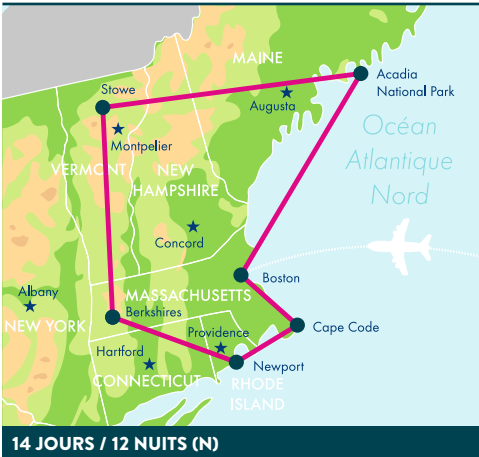 MAINE
Stowe
Acadia
National Park
Augusta
Montpelier
Océan
Atlantique
Nord
VERMONT
NEW
HAMPSHIRE
Concord
Boston
Albany
MASSACHUSETTS
Berkshires
NEW YORK
Cape Code
Providence
Hartford
Newport
CONNECTICUT
RHODE
ISLAND
14 JOURS / 12 NUITS (N)